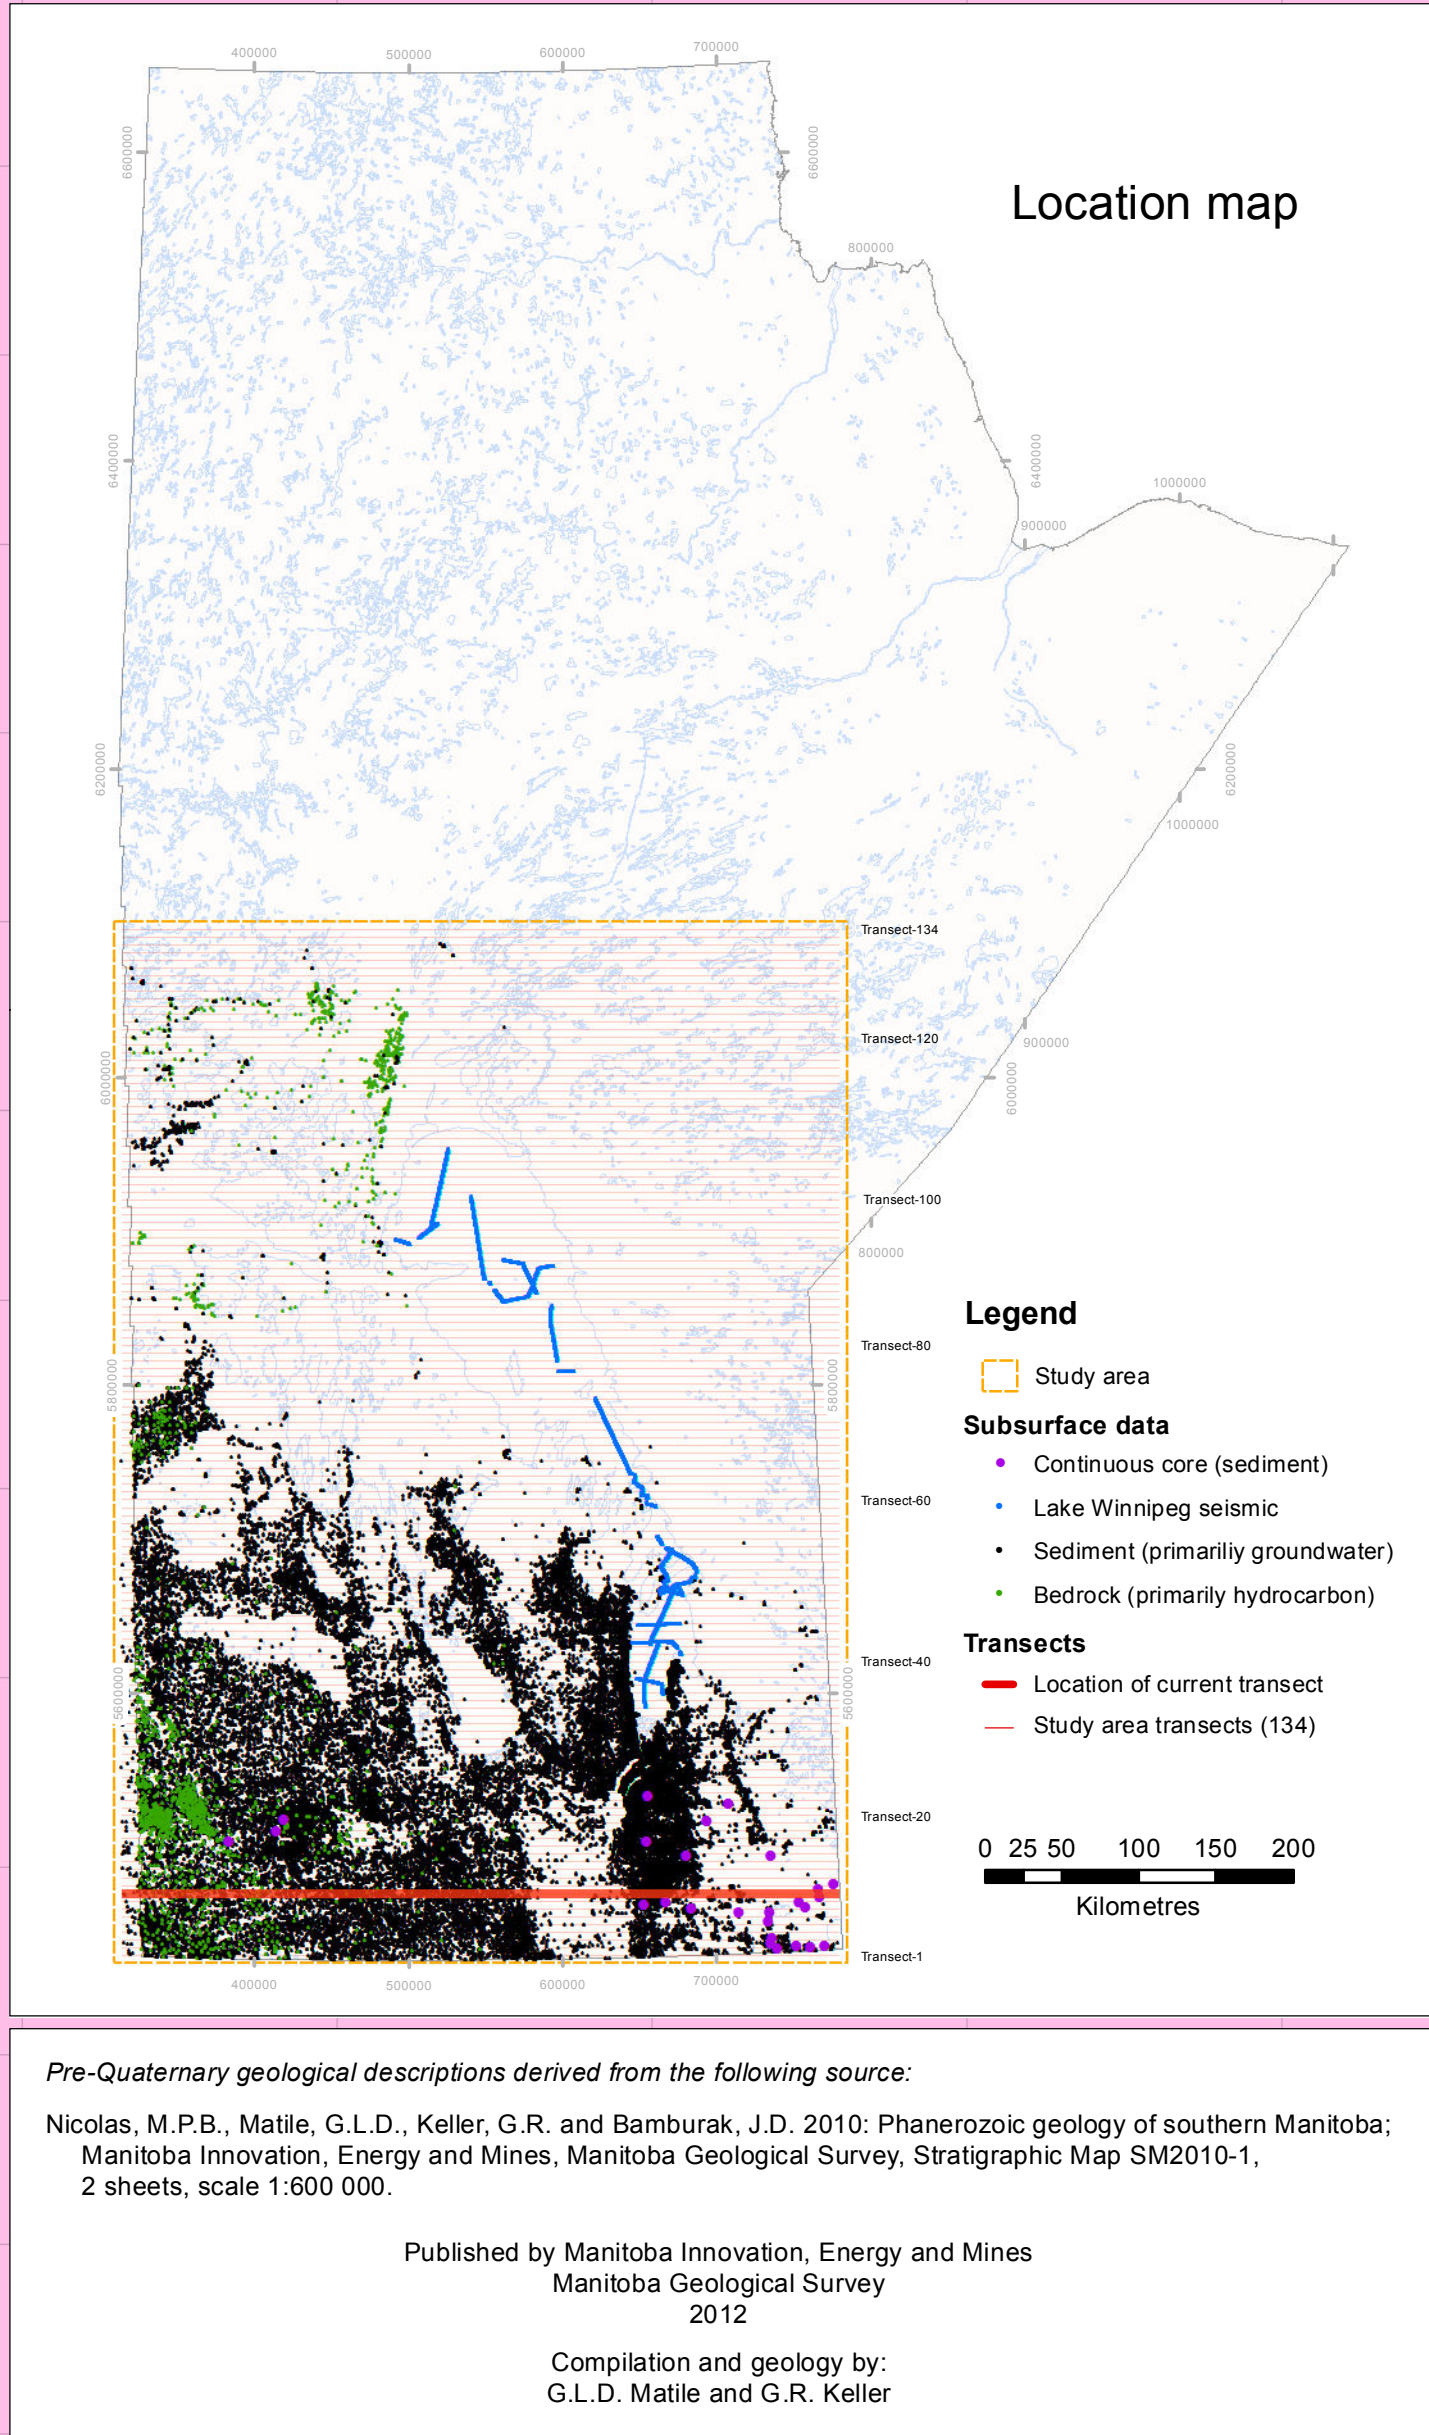 400000
500000
600000
700000
6600000
6600000
Location map
800000
6400000
6400000
1000000
900000
6200000
6200000
1000000
Transect-134
Transect-120
900000
6000000
6000000
Transect-100
800000
Legend
Transect-80
Study area
5800000
5800000
Subsurface data
Continuous core (sediment)
Transect-60
Lake Winnipeg seismic
Sediment (primariliy groundwater)
Bedrock (primarily hydrocarbon)
Transects
Transect-40
Location of current transect
5600000
5600000
Study area transects (134)
Transect-20
0 25 50 100 150 200
Kilometres
Transect-1
400000
500000
600000
700000
Pre-Quaternary geological descriptions derived from the following source:
Nicolas, M.P.B., Matile, G.L.D., Keller, G.R. and Bamburak, J.D. 2010: Phanerozoic geology of southern Manitoba;
Manitoba Innovation, Energy and Mines, Manitoba Geological Survey, Stratigraphic Map SM2010-1,
2 sheets, scale 1:600 000.
Published by Manitoba Innovation, Energy and Mines
Manitoba Geological Survey
2012
Compilation and geology by:
G.L.D. Matile and G.R. Keller